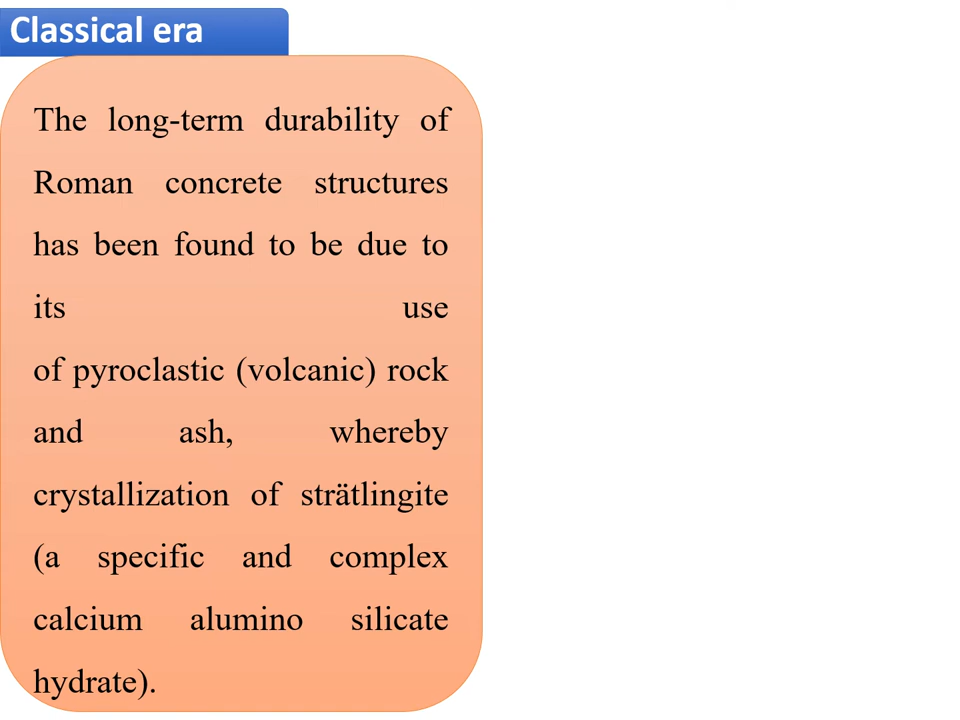 Classical era
The long-term durability of
Roman concrete structures
has been found to be due to
its use
of pyroclastic (volcanic) rock
and ash, whereby
crystallization of strätlingite
(a specific and complex
calcium alumino silicate
hydrate).